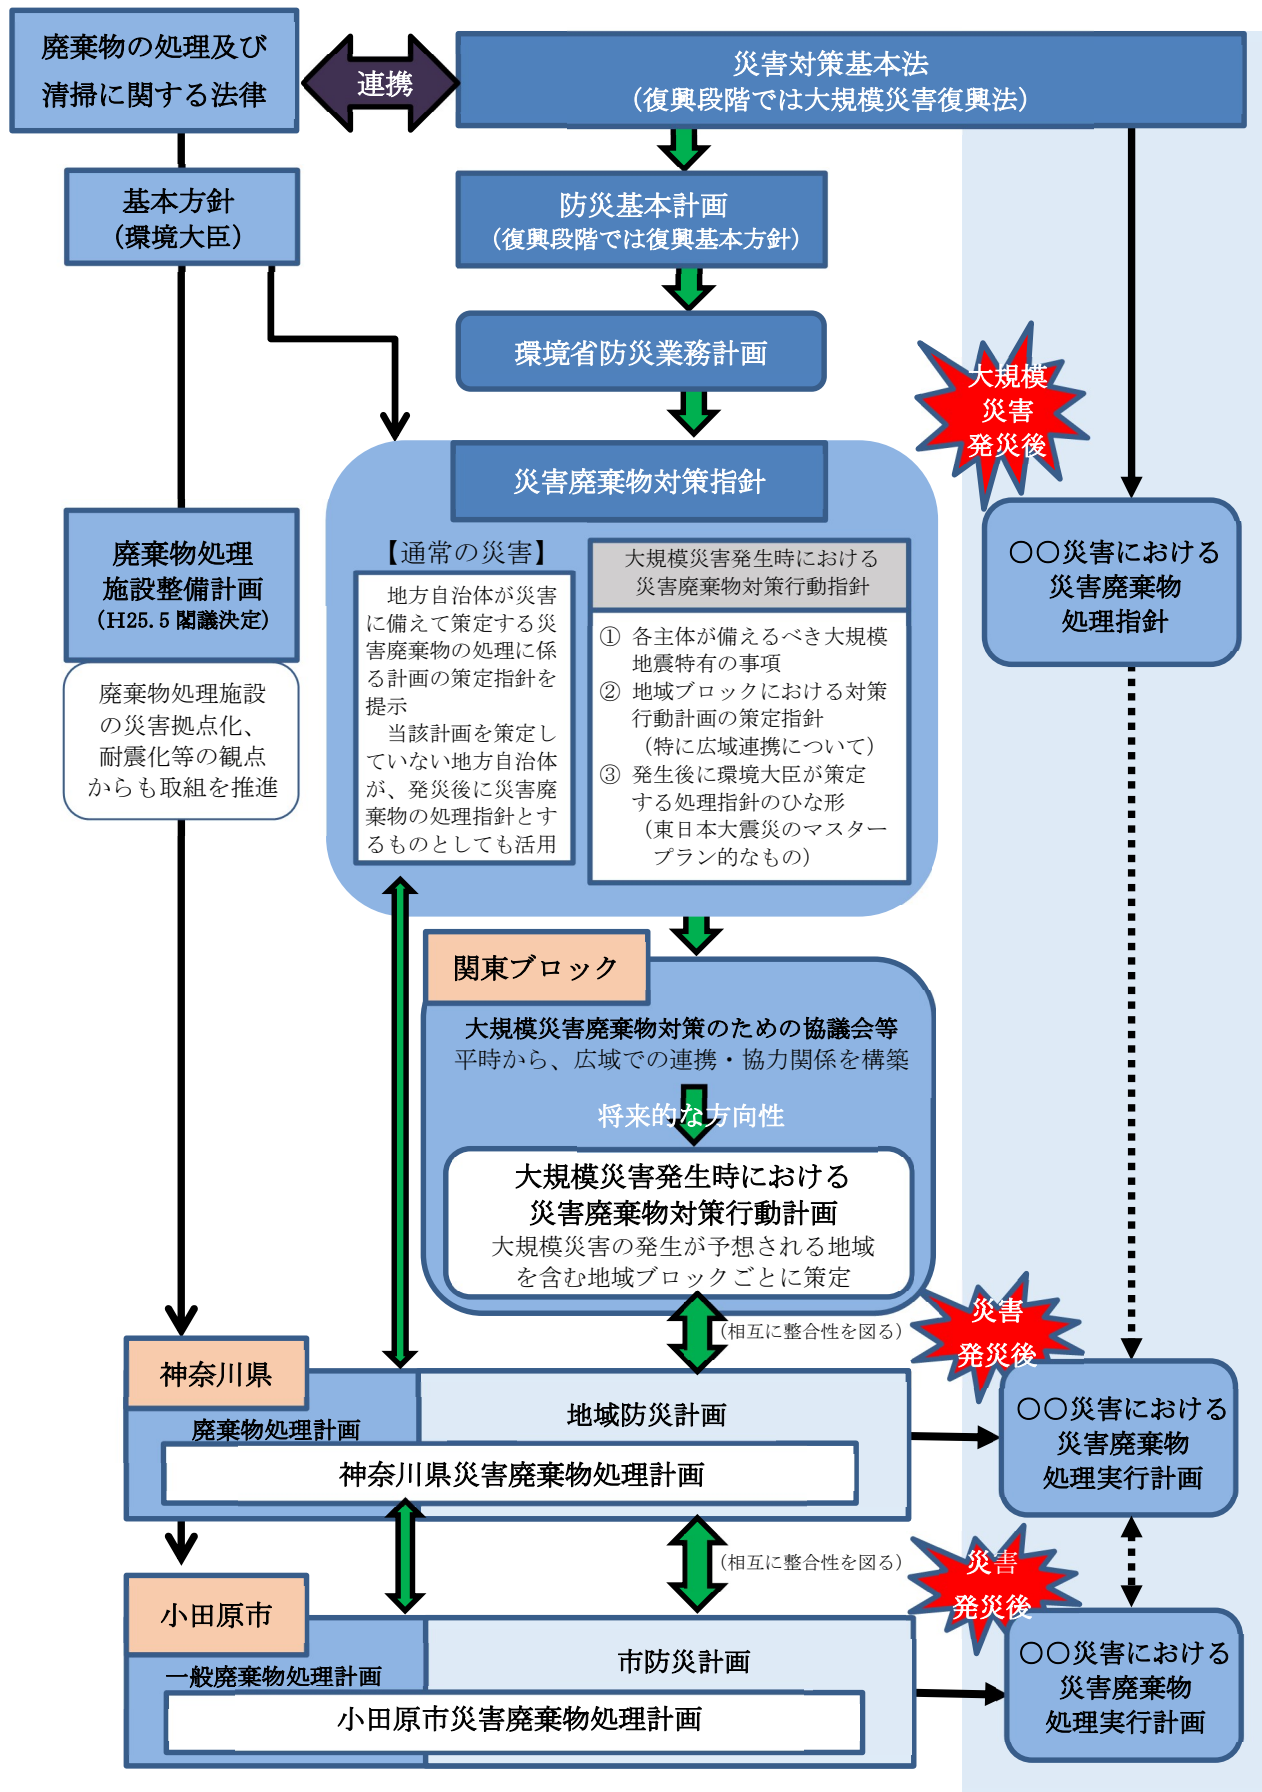 廃棄物の処理及び
清掃に関する法律
連携
災害対策基本法
（復興段階では大規模災害復興法）
基本方針
（環境大臣）
防災基本計画
（復興段階では復興基本方針）
環境省防災業務計画
大規模
災害
発災後
災害廃棄物対策指針
廃棄物処理
施設整備計画
（H25.5 閣議決定）
廃棄物処理施設
の災害拠点化、
耐震化等の観点
からも取組を推進
【通常の災害】
地方自治体が災害
に備えて策定する災
害廃棄物の処理に係
る計画の策定指針を
提示
当該計画を策定し
ていない地方自治体
が、発災後に災害廃
棄物の処理指針とす
るものとしても活用
大規模災害発生時における
災害廃棄物対策行動指針
① 各主体が備えるべき大規模
地震特有の事項
② 地域ブロックにおける対策
行動計画の策定指針
（特に広域連携について）
③ 発生後に環境大臣が策定
する処理指針のひな形
（東日本大震災のマスター
プラン的なもの）
〇〇災害における
災害廃棄物
処理指針
関東ブロック
大規模災害廃棄物対策のための協議会等
平時から、広域での連携・協力関係を構築
将来的な方向性
大規模災害発生時における
災害廃棄物対策行動計画
大規模災害の発生が予想される地域
を含む地域ブロックごとに策定
（相互に整合性を図る）
災害
発災後
神奈川県
廃棄物処理計画
地域防災計画
神奈川県災害廃棄物処理計画
〇〇災害における
災害廃棄物
処理実行計画
（相互に整合性を図る）
災害
発災後
小田原市
一般廃棄物処理計画
市防災計画
小田原市災害廃棄物処理計画
〇〇災害における
災害廃棄物
処理実行計画